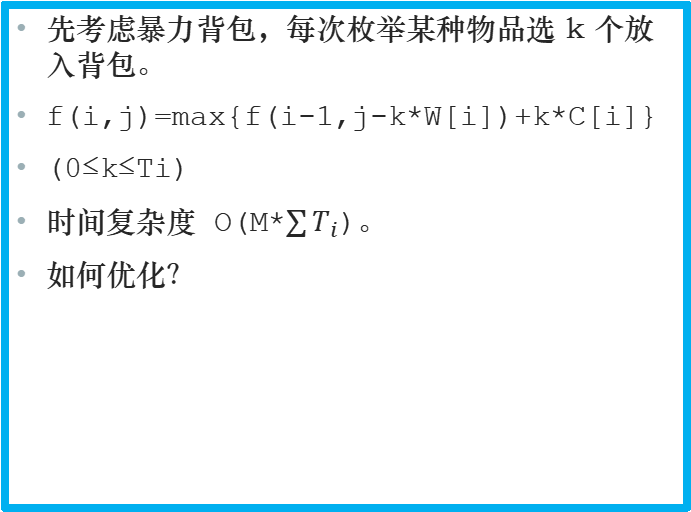 • 先考虑暴力背包，每次枚举某种物品选 k 个放
入背包。
• f(i,j)=max{f(i-1,j-k*W[i])+k*C[i]}
• (0≤k≤Ti)
• 时间复杂度 O(M*∑Tᵢ)。
• 如何优化？